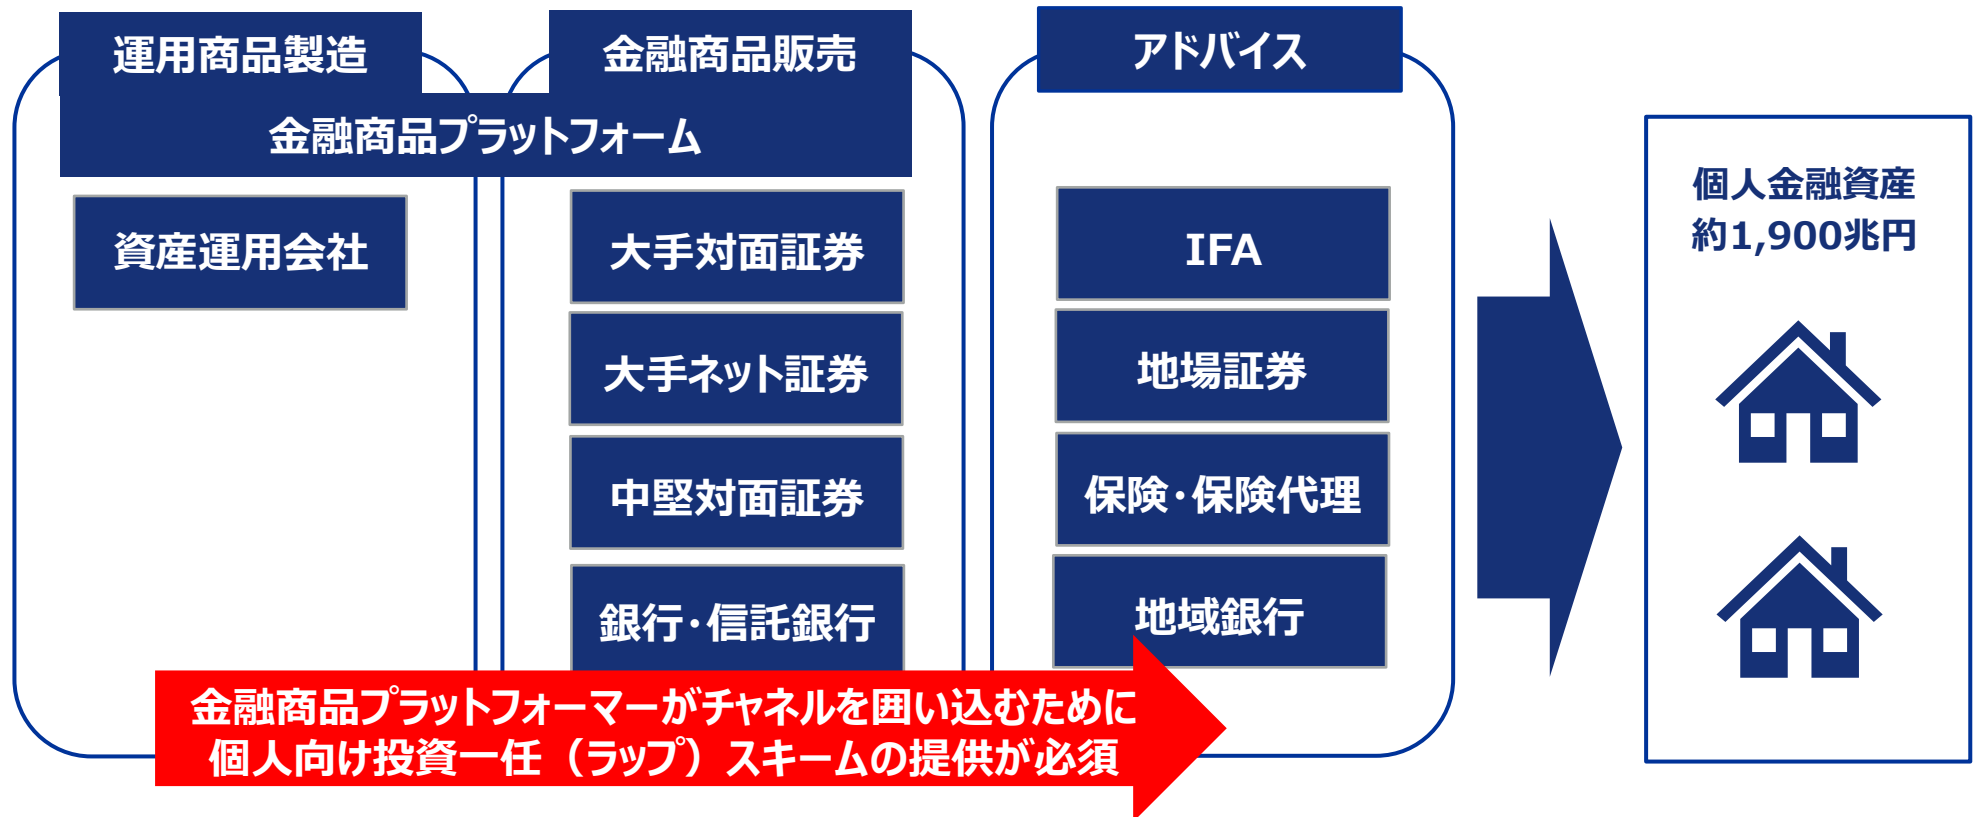 運用商品製造
金融商品販売
アドバイス
金融商品プラットフォーム
資産運用会社
大手対面証券
大手ネット証券
中堅対面証券
銀行・信託銀行
IFA
地場証券
保険・保険代理
地域銀行
金融商品プラットフォーマーがチャネルを囲い込むために
個人向け投資一任（ラップ）スキームの提供が必須
個人金融資産
約1,900兆円